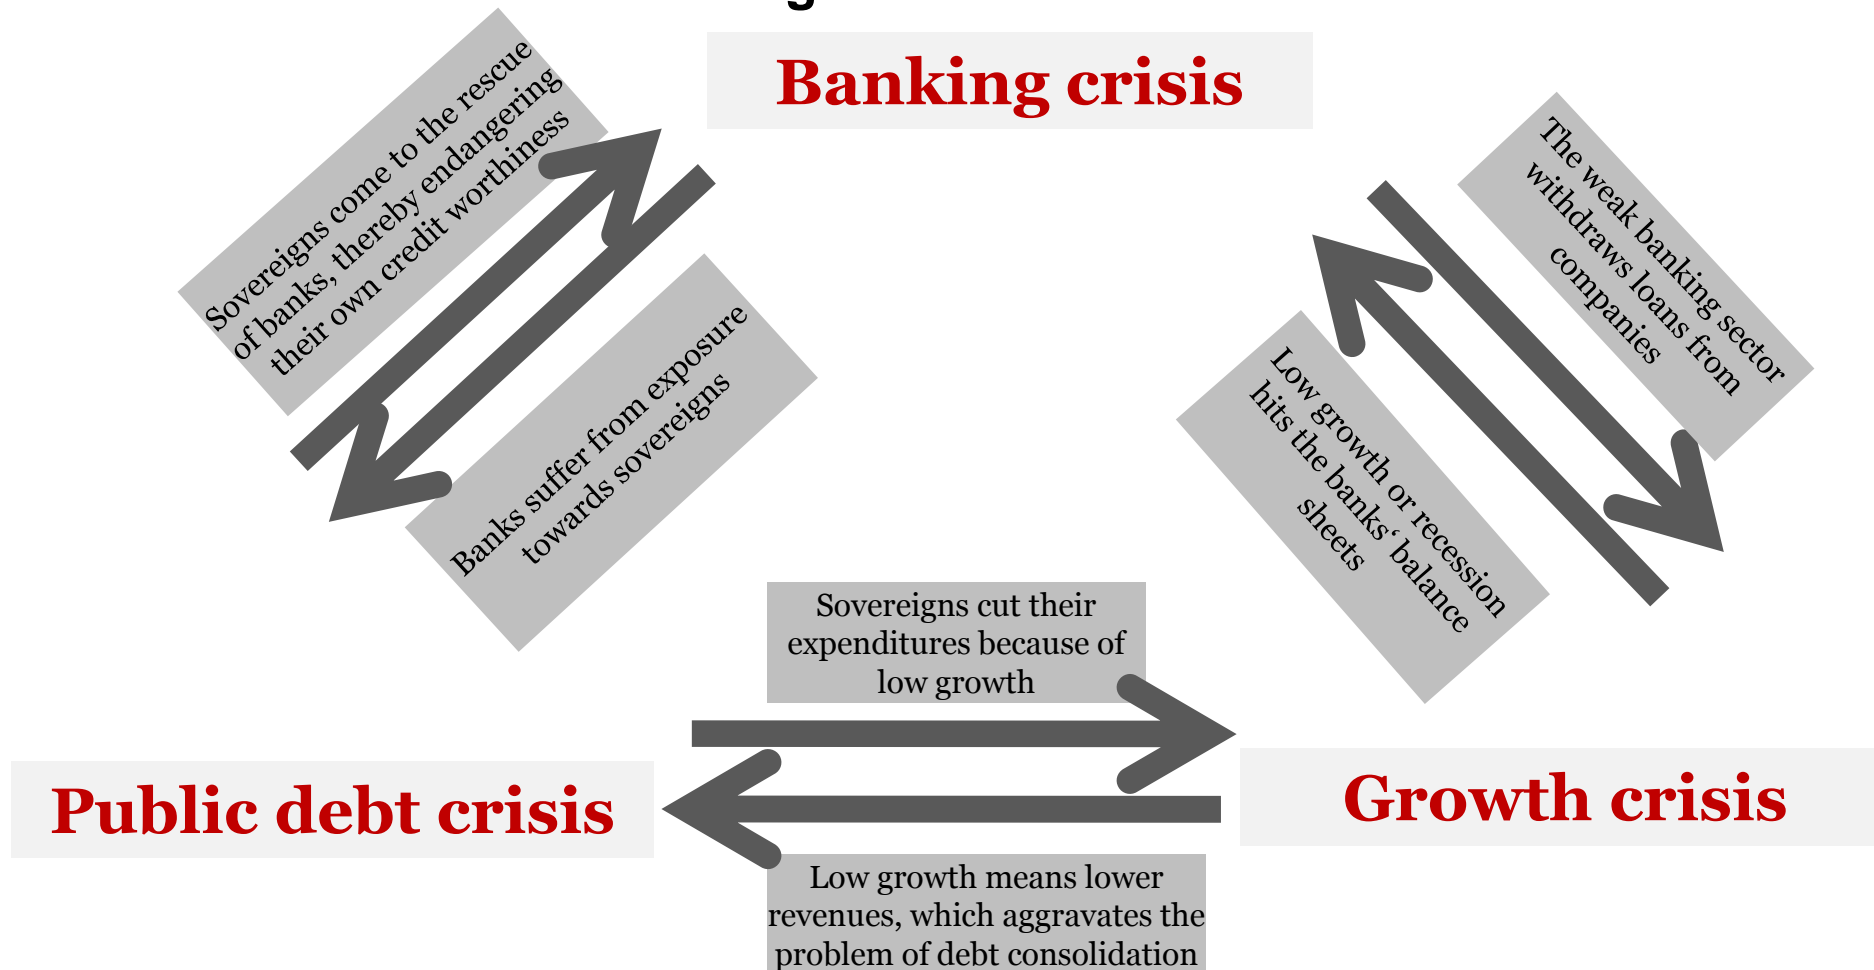 Banking crisis
Sovereigns come to the rescue
of banks, thereby endangering
their own credit worthiness
Banks suffer from exposure
towards sovereigns
The weak banking sector
withdraws loans from
companies
Low growth or recession
hits the banks‘ balance
sheets
Sovereigns cut their
expenditures because of
low growth
Public debt crisis
Growth crisis
Low growth means lower
revenues, which aggravates the
problem of debt consolidation